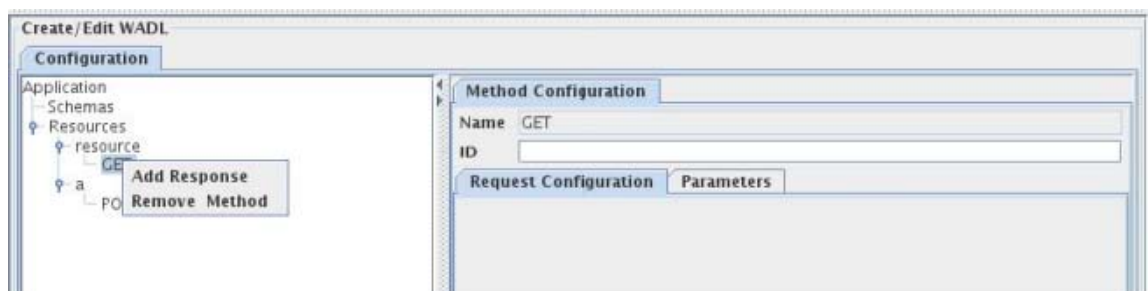 Create/Edit WADL
Configuration
Application
Schemas
Resources
resource
GET
a
Add Response
Remove Method
Method Configuration
Name GET
ID
Request Configuration Parameters